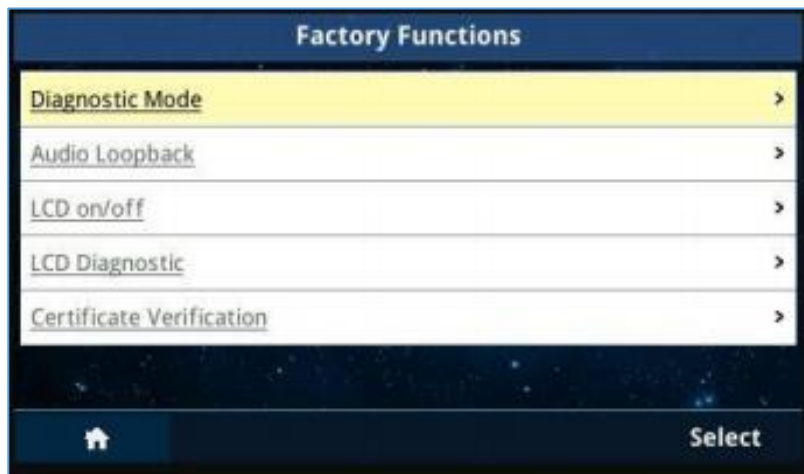 Factory Functions
Diagnostic Mode
Audio Loopback
LCD on/off
LCD Diagnostic
Certificate Verification
Select